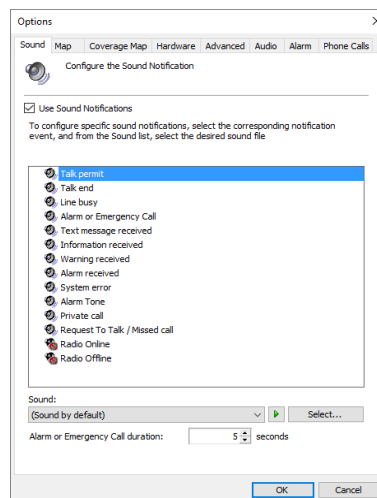 Options
Sound Map Coverage Map Hardware Advanced Audio Alarm Phone Calls
Configure the Sound Notification
Use Sound Notifications
To configure specific sound notifications, select the corresponding notification
event, and from the Sound list, select the desired sound file
Talk permit
Talk end
Line busy
Alarm or Emergency Call
Text message received
Information received
Warning received
Alarm received
System error
Alarm Tone
Private call
Request To Talk / Missed call
Radio Online
Radio Offline
Sound:
(Sound by default) Select...
Alarm or Emergency Call duration: 5 seconds
OK Cancel